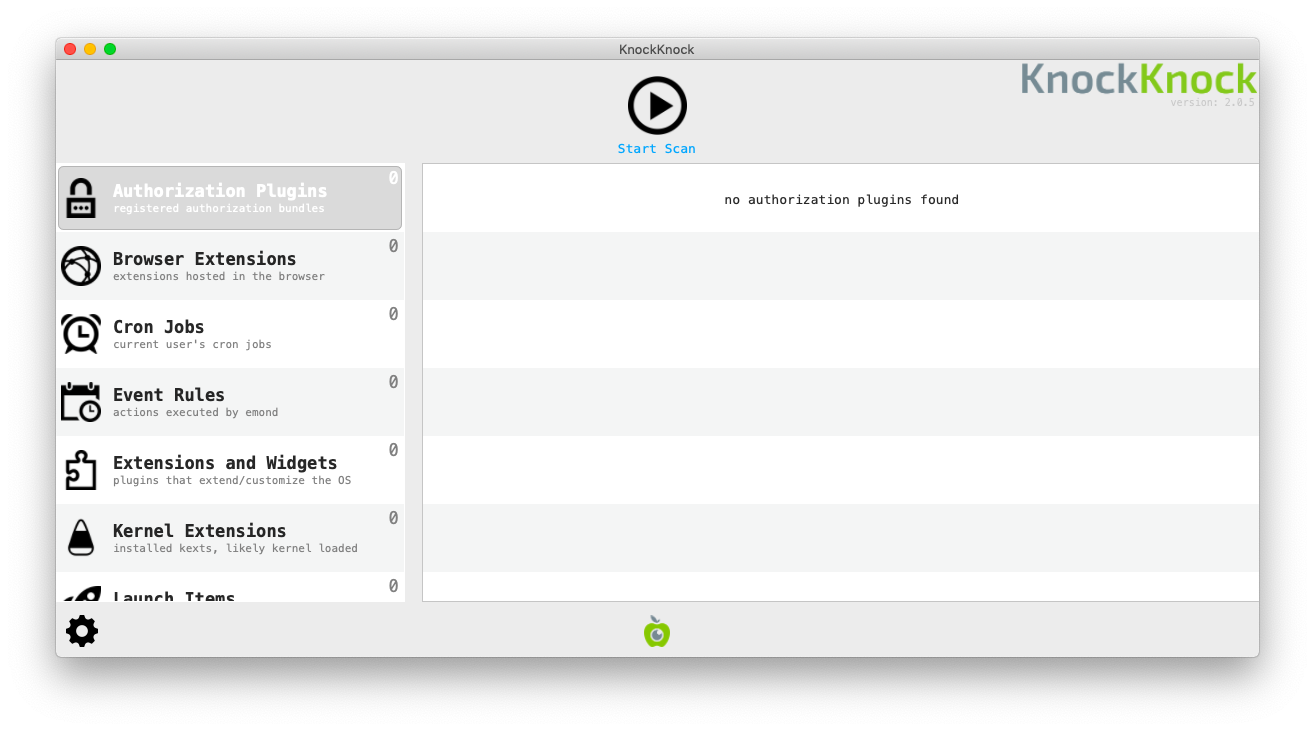 KnockKnock
KnockKnock
version: 2.0.5
Start Scan
Authorization Plugins
0
registered authorization bundles
Browser Extensions
0
extensions hosted in the browser
Cron Jobs
0
current user's cron jobs
Event Rules
0
actions executed by emond
Extensions and Widgets
0
plugins that extend/customize the OS
Kernel Extensions
0
installed kexts, likely kernel loaded
Launch Items
0
no authorization plugins found